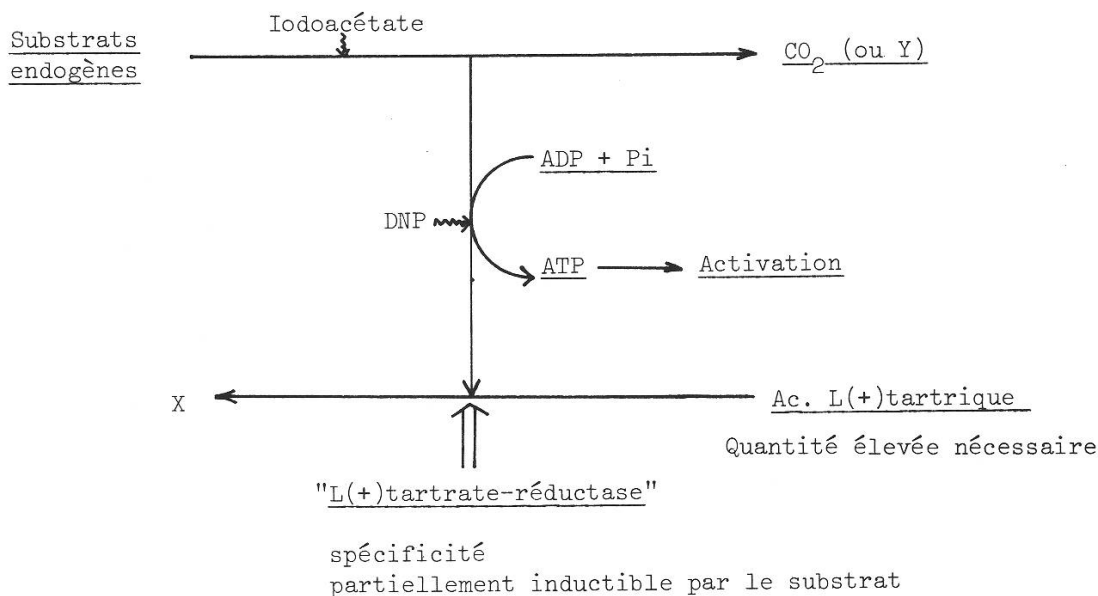 Iodoacétate
Substrats
endogènes
CO2 (ou Y)
ADP + Pi
DNP
ATP
Activation
X
Ac. L(+)tartrique
Quantité élevée nécessaire
"L(+)tartrate-réductase"
spécificité
partiellement inductible par le substrat